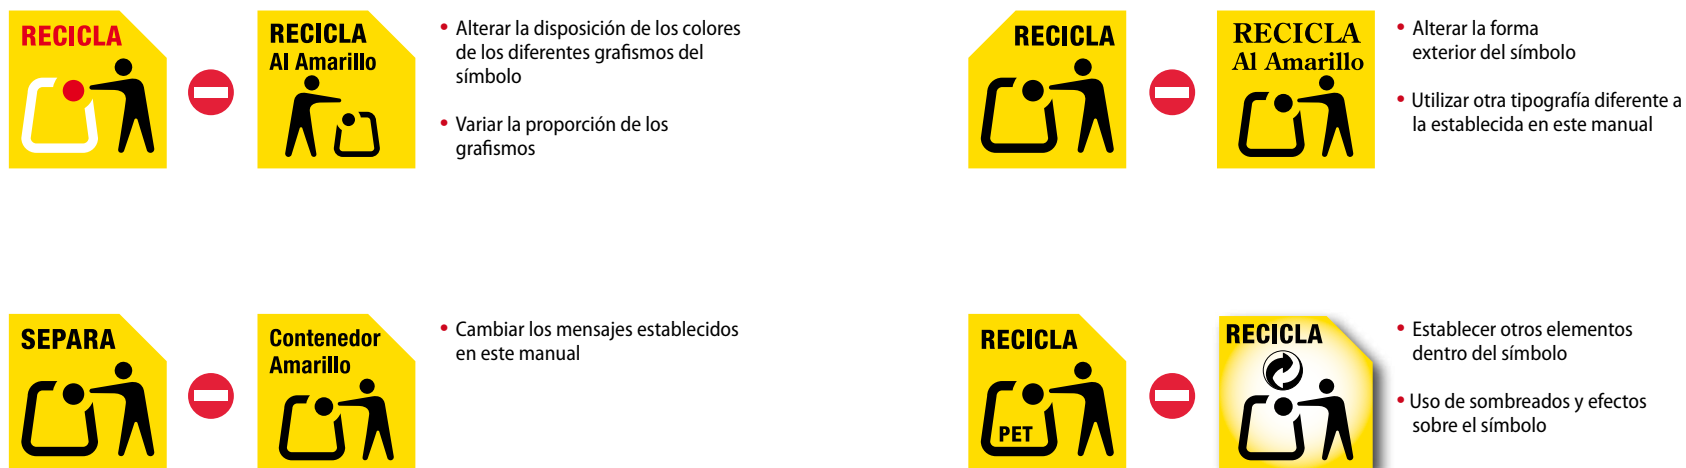 RECICLA
RECICLA
Al Amarillo
• Alterar la disposición de los colores
de los diferentes grafismos del
símbolo
• Variar la proporción de los
grafismos
RECICLA
RECICLA
Al Amarillo
• Alterar la forma
exterior del símbolo
• Utilizar otra tipografía diferente a
la establecida en este manual
SEPARA
Contenedor
Amarillo
• Cambiar los mensajes establecidos
en este manual
RECICLA
PET
RECICLA
• Establecer otros elementos
dentro del símbolo
• Uso de sombreados y efectos
sobre el símbolo